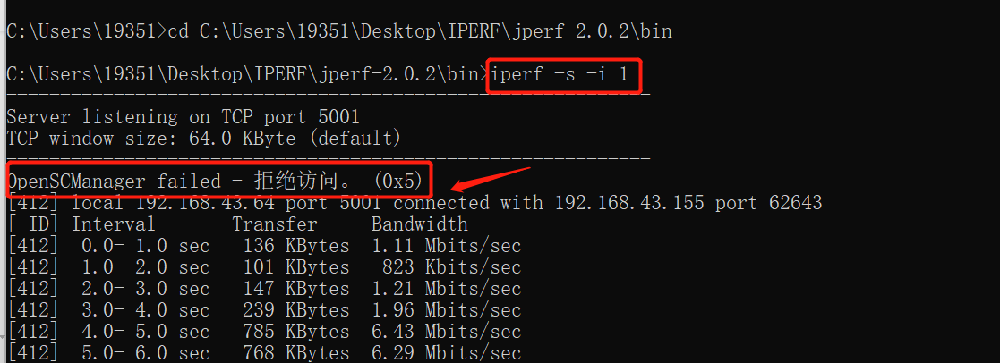 C:\Users\19351>cd C:\Users\19351\Desktop\IPERF\jperf-2.0.2\bin
C:\Users\19351\Desktop\IPERF\jperf-2.0.2\bin>iperf -s -i 1
------------------------------------------------------------
Server listening on TCP port 5001
TCP window size: 64.0 KByte (default)
------------------------------------------------------------
OpenSCManager failed - 拒绝访问。 (0x5)
[412] local 192.168.43.64 port 5001 connected with 192.168.43.155 port 62643
[ ID] Interval       Transfer     Bandwidth
[412]  0.0- 1.0 sec   136 KBytes  1.11 Mbits/sec
[412]  1.0- 2.0 sec   101 KBytes   823 Kbits/sec
[412]  2.0- 3.0 sec   147 KBytes  1.21 Mbits/sec
[412]  3.0- 4.0 sec   239 KBytes  1.96 Mbits/sec
[412]  4.0- 5.0 sec   785 KBytes  6.43 Mbits/sec
[412]  5.0- 6.0 sec   768 KBytes  6.29 Mbits/sec